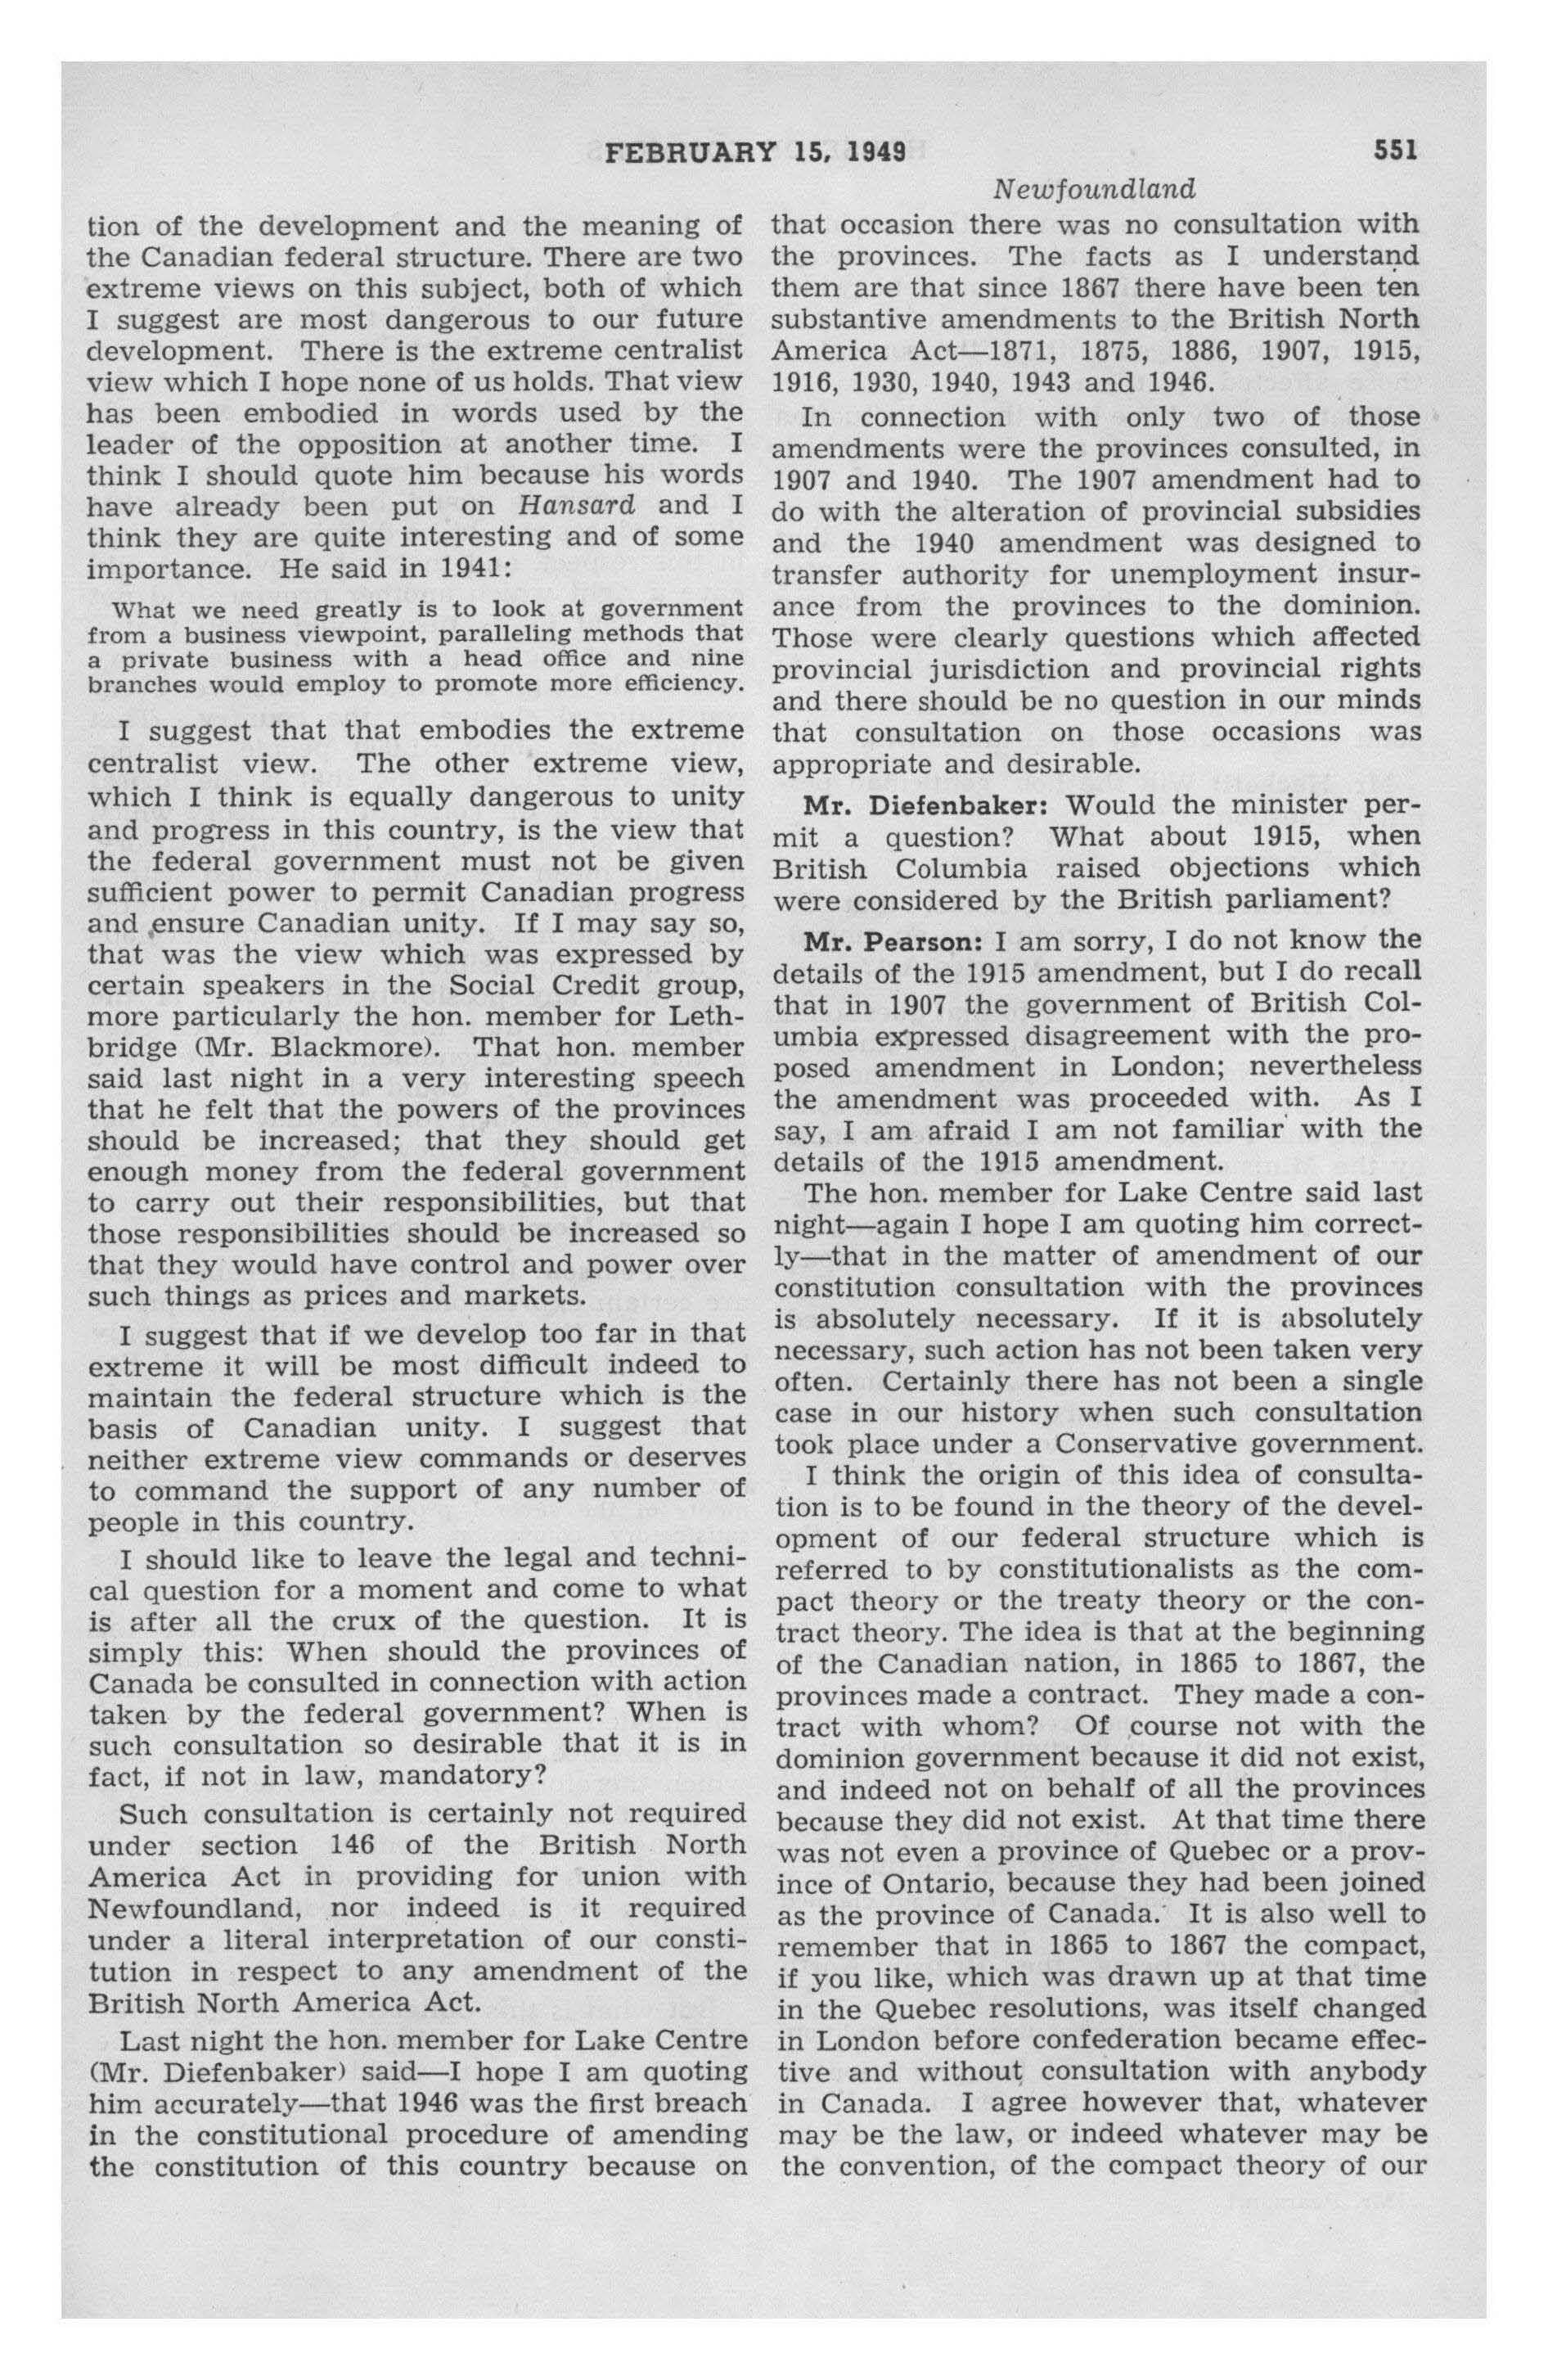 FEBRUARY 15, 1949
551
Newfoundland
tion of the development and the meaning of
the Canadian federal structure. There are two
extreme views on this subject, both of which
I suggest are most dangerous to our future
development. There is the extreme centralist
view which I hope none of us holds. That view
has been embodied in words used by the
leader of the opposition at another time. I
think I should quote him because his words
have already been put on Hansard and I
think they are quite interesting and of some
importance. He said in 1941:
What we need greatly is to look at government
from a business viewpoint, paralleling methods that
a private business with a head office and nine
branches would employ to promote more efficiency.
I suggest that that embodies the extreme
centralist view. The other extreme view,
which I think is equally dangerous to unity
and progress in this country, is the view that
the federal government must not be given
sufficient power to permit Canadian progress
and ensure Canadian unity. If I may say so,
that was the view which was expressed by
certain speakers in the Social Credit group,
more particularly the hon. member for Leth-
bridge (Mr. Blackmore). That hon. member
said last night in a very interesting speech
that he felt that the powers of the provinces
should be increased; that they should get
enough money from the federal government
to carry out their responsibilities, but that
those responsibilities should be increased so
that they would have control and power over
such things as prices and markets.
I suggest that if we develop too far in that
extreme it will be most difficult indeed to
maintain the federal structure which is the
basis of Canadian unity. I suggest that
neither extreme view commands or deserves
to command the support of any number of
people in this country.
I should like to leave the legal and techni-
cal question for a moment and come to what
is after all the crux of the question. It is
simply this: When should the provinces of
Canada be consulted in connection with action
taken by the federal government? When is
such consultation so desirable that it is in
fact, if not in law, mandatory?
Such consultation is certainly not required
under section 146 of the British North
America Act in providing for union with
Newfoundland, nor indeed is it required
under a literal interpretation of our consti-
tution in respect to any amendment of the
British North America Act.
Last night the hon. member for Lake Centre
(Mr. Diefenbaker) said—I hope I am quoting
him accurately—that 1946 was the first breach
in the constitutional procedure of amending
the constitution of this country because on
that occasion there was no consultation with
the provinces. The facts as I understand
them are that since 1867 there have been ten
substantive amendments to the British North
America Act—1871, 1875, 1886, 1907, 1915,
1916, 1930, 1940, 1943 and 1946.
In connection with only two of those
amendments were the provinces consulted, in
1907 and 1940. The 1907 amendment had to
do with the alteration of provincial subsidies
and the 1940 amendment was designed to
transfer authority for unemployment insur-
ance from the provinces to the dominion.
Those were clearly questions which affected
provincial jurisdiction and provincial rights
and there should be no question in our minds
that consultation on those occasions was
appropriate and desirable.
Mr. Diefenbaker: Would the minister per-
mit a question? What about 1915, when
British Columbia raised objections which
were considered by the British parliament?
Mr. Pearson: I am sorry, I do not know the
details of the 1915 amendment, but I do recall
that in 1907 the government of British Col-
umbia expressed disagreement with the pro-
posed amendment in London; nevertheless
the amendment was proceeded with. As I
say, I am afraid I am not familiar with the
details of the 1915 amendment.
The hon. member for Lake Centre said last
night—again I hope I am quoting him correct-
ly—that in the matter of amendment of our
constitution consultation with the provinces
is absolutely necessary. If it is absolutely
necessary, such action has not been taken very
often. Certainly there has not been a single
case in our history when such consultation
took place under a Conservative government.
I think the origin of this idea of consulta-
tion is to be found in the theory of the devel-
opment of our federal structure which is
referred to by constitutionalists as the com-
pact theory or the treaty theory or the con-
tract theory. The idea is that at the beginning
of the Canadian nation, in 1865 to 1867, the
provinces made a contract. They made a con-
tract with whom? Of course not with the
dominion government because it did not exist,
and indeed not on behalf of all the provinces
because they did not exist. At that time there
was not even a province of Quebec or a prov-
ince of Ontario, because they had been joined
as the province of Canada. It is also well to
remember that in 1865 to 1867 the compact,
if you like, which was drawn up at that time
in the Quebec resolutions, was itself changed
in London before confederation became effec-
tive and without consultation with anybody
in Canada. I agree however that, whatever
may be the law, or indeed whatever may be
the convention, of the compact theory of our